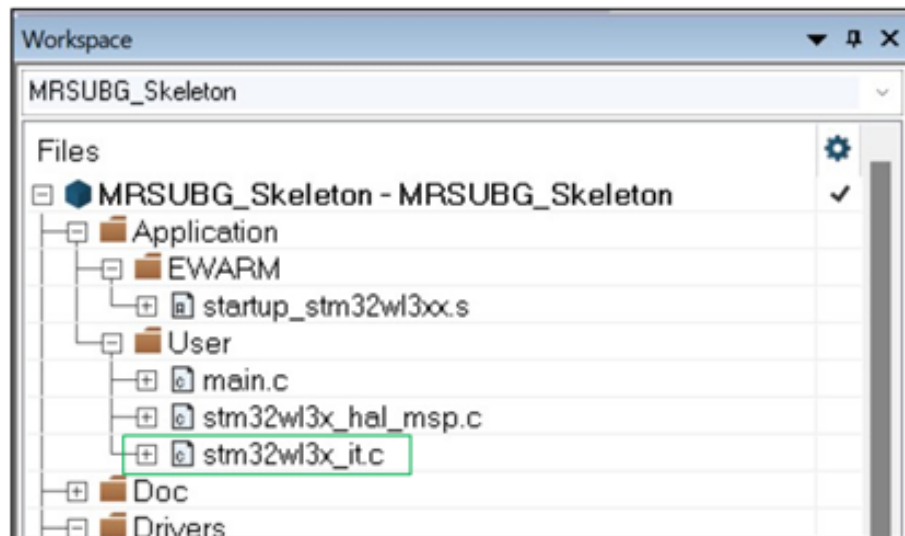 Workspace
MRSUBG_Skeleton
Files
MRSUBG_Skeleton - MRSUBG_Skeleton
Application
EWARM
startup_stm32wl3xx.s
User
main.c
stm32wl3x_hal_msp.c
stm32wl3x_it.c
Doc
Drivers